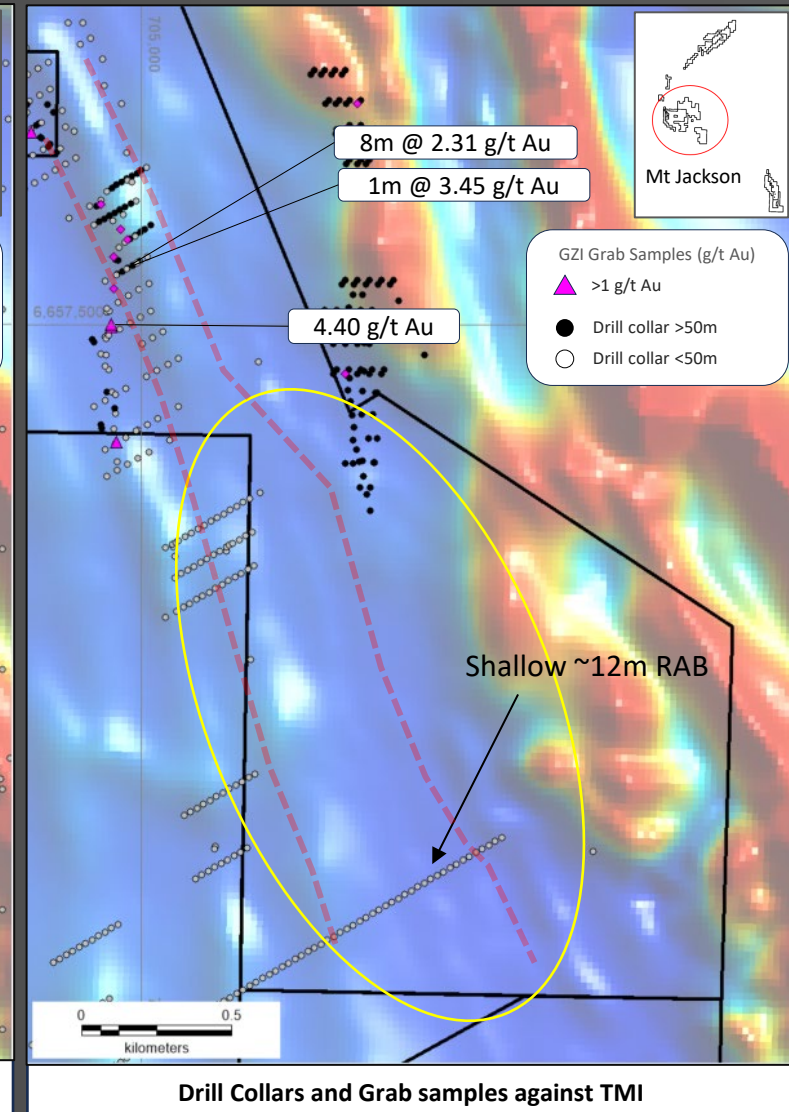 705,000
8m @ 2.31 g/t Au
1m @ 3.45 g/t Au
Mt Jackson
GZI Grab Samples (g/t Au)
>1 g/t Au
Drill collar >50m
Drill collar <50m
6,657,500
4.40 g/t Au
Shallow ~12m RAB
0 0.5
kilometers
Drill Collars and Grab samples against TMI